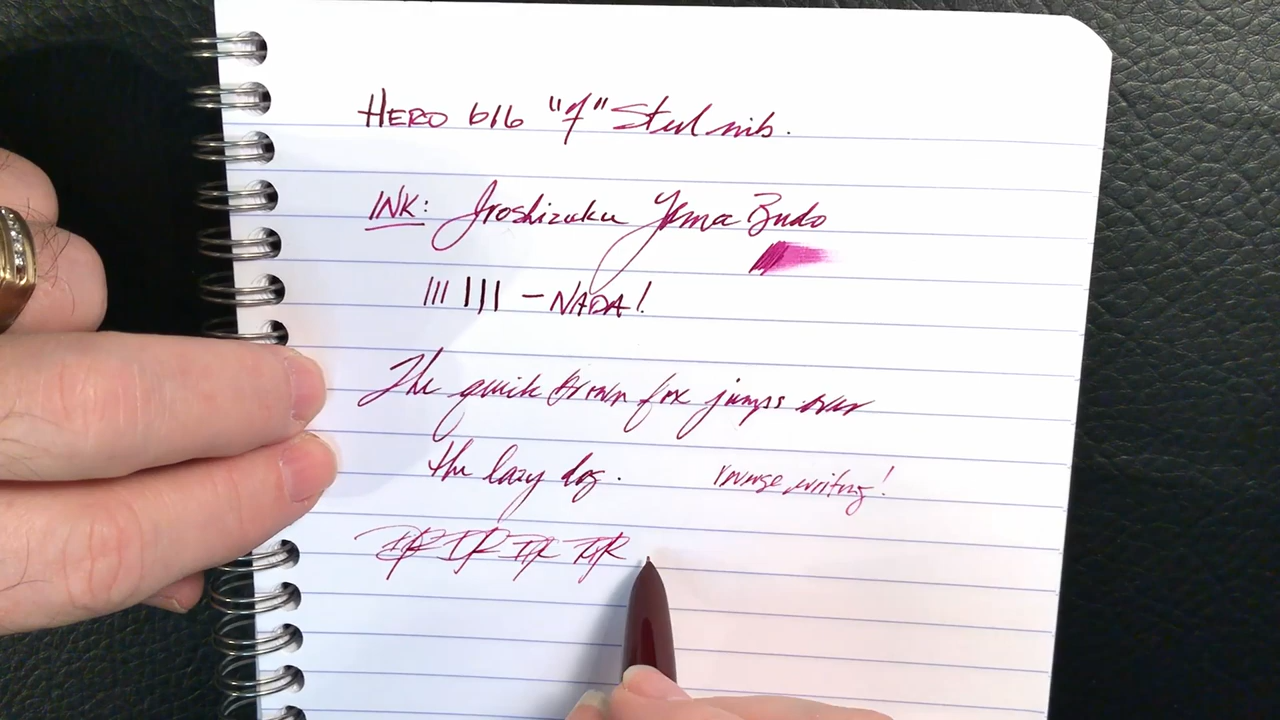 HERO 616 "f" Steel nib.
INK: Iroshizuku Yama Budo
— NADA!
The quick brown fox jumps over
the lazy dog. reverse writing!